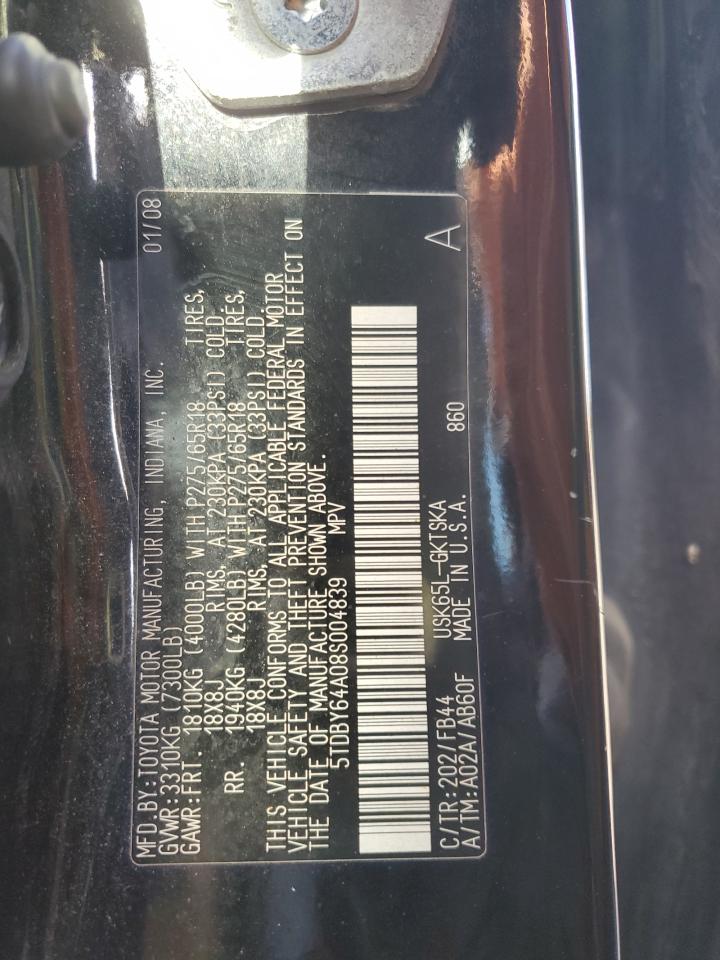 MFD.BY:TOYOTA MOTOR MANUFACTURING, INDIANA, INC. 01/08
GVWR:3310KG (7300LB)
GAWR:FRT. 1810KG (4000LB) WITH P275/65R18 TIRES,
18X8J RIMS, AT 230KPA (33PSI) COLD.
RR. 1940KG (4280LB) WITH P275/65R18 TIRES,
18X8J RIMS, AT 230KPA (33PSI) COLD.
THIS VEHICLE CONFORMS TO ALL APPLICABLE FEDERAL MOTOR
VEHICLE SAFETY AND THEFT PREVENTION STANDARDS IN EFFECT ON
THE DATE OF MANUFACTURE SHOWN ABOVE.
5TDBY64A08S004839 MPV
C/TR:202/FB44 USK65L-GKTSKA 860 A
A/TM:A02A/AB60F MADE IN U.S.A.